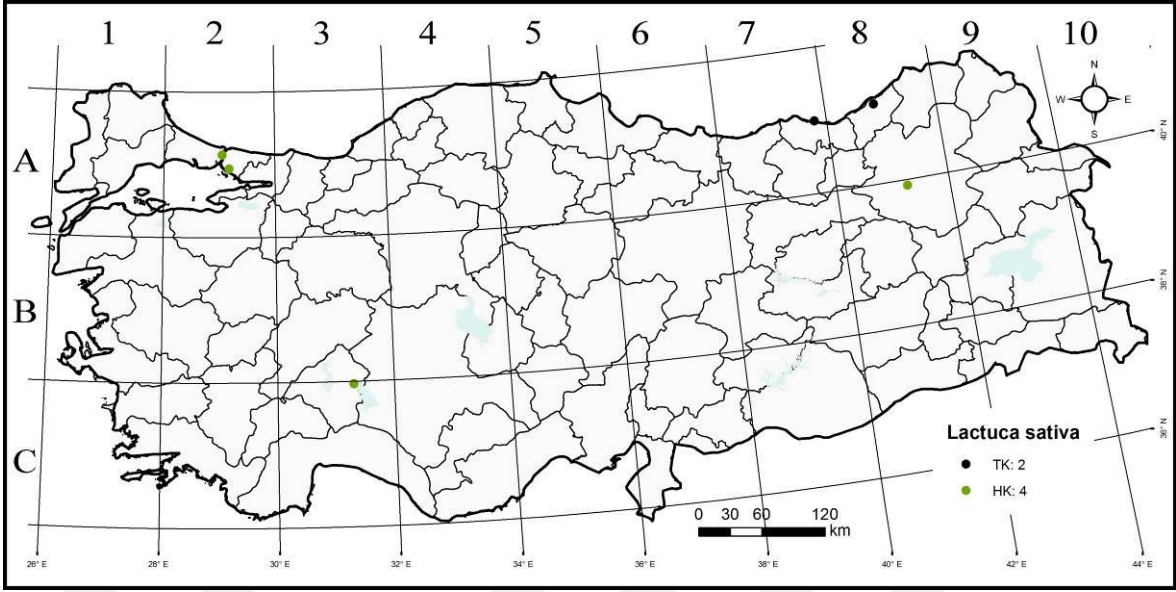 1 2 3 4 5 6 7 8 9 10
N
W E
S
A
B
C
40° N
38° N
36° N
Lactuca sativa
TK: 2
HK: 4
0 30 60 120
km
26° E 28° E 30° E 32° E 34° E 36° E 38° E 40° E 42° E 44° E